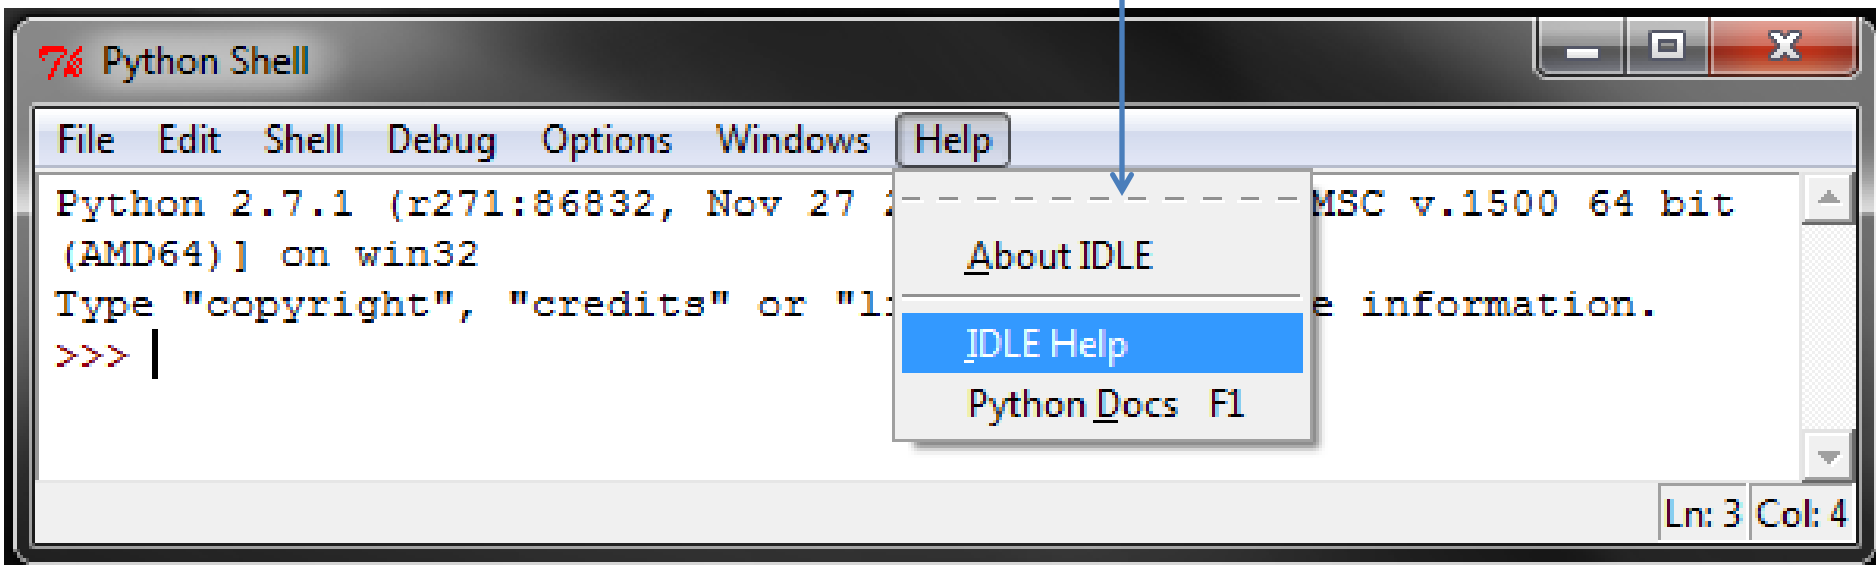 Python Shell
File Edit Shell Debug Options Windows Help
Python 2.7.1 (r271:86832, Nov 27 MSC v.1500 64 bit
(AMD64)] on win32
Type "copyright", "credits" or "li e information.
>>>
About IDLE
IDLE Help
Python Docs F1
Ln: 3 Col: 4